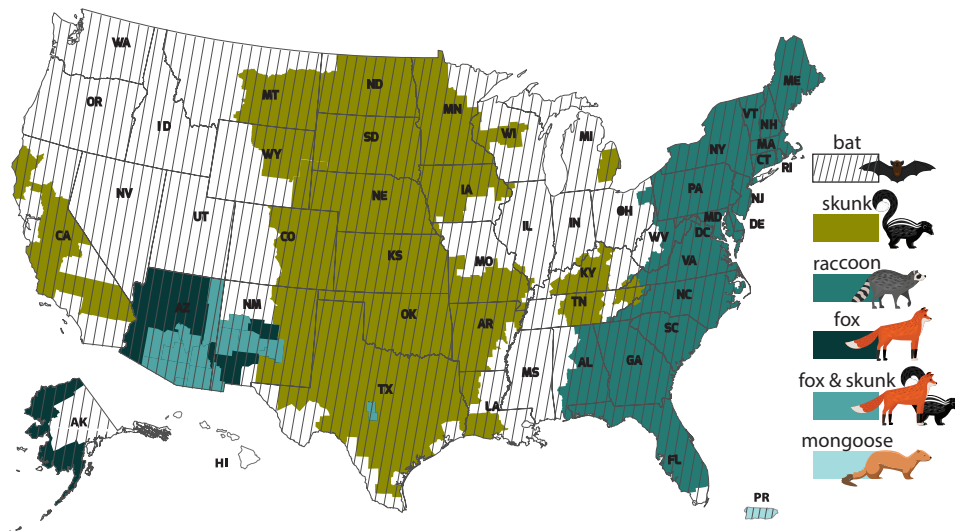 WA
OR
ID
MT
ND
MN
WI
MI
ME
VT
NH
MA
CT
RI
NY
NJ
PA
DE
MD
DC
WV
VA
OH
IN
IL
IA
SD
WY
NE
NV
UT
CO
KS
MO
KY
TN
NC
SC
CA
AZ
NM
OK
AR
TX
LA
MS
AL
GA
FL
AK
HI
PR
bat
skunk
raccoon
fox
fox & skunk
mongoose